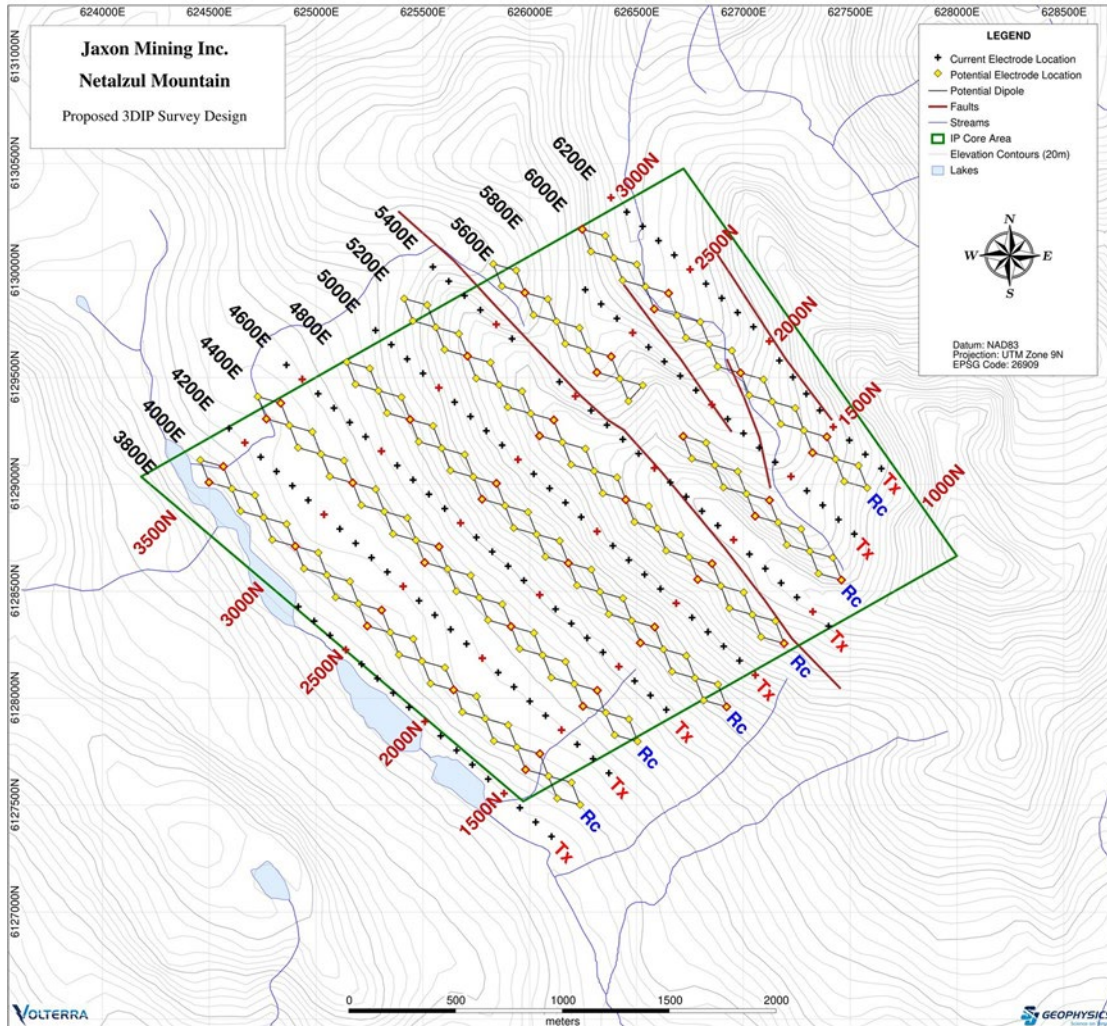 624000E 624500E 625000E 625500E 626000E 626500E 627000E 627500E 628000E 628500E
Jaxon Mining Inc.
Netalzul Mountain
Proposed 3DIP Survey Design
LEGEND
Current Electrode Location
Potential Electrode Location
Potential Dipole
Faults
Streams
IP Core Area
Elevation Contours (20m)
Lakes
N
W E
S
Datum: NAD83
Projection: UTM Zone 9N
EPSG Code: 26909
6131000N
6130500N
6130000N
6129500N
6129000N
6128500N
6128000N
6127500N
6127000N
6200E
6000E
5800E
5600E
5400E
5200E
5000E
4800E
4600E
4400E
4200E
4000E
3800E
3000N
2500N
2000N
1500N
1000N
3500N
3000N
2500N
2000N
1500N
Tx
Rc
Tx
Rc
Tx
Rc
Tx
Rc
Tx
Rc
Tx
Rc
Tx
0 500 1000 1500 2000
meters
VOLTERRA
GEOPHYSICS